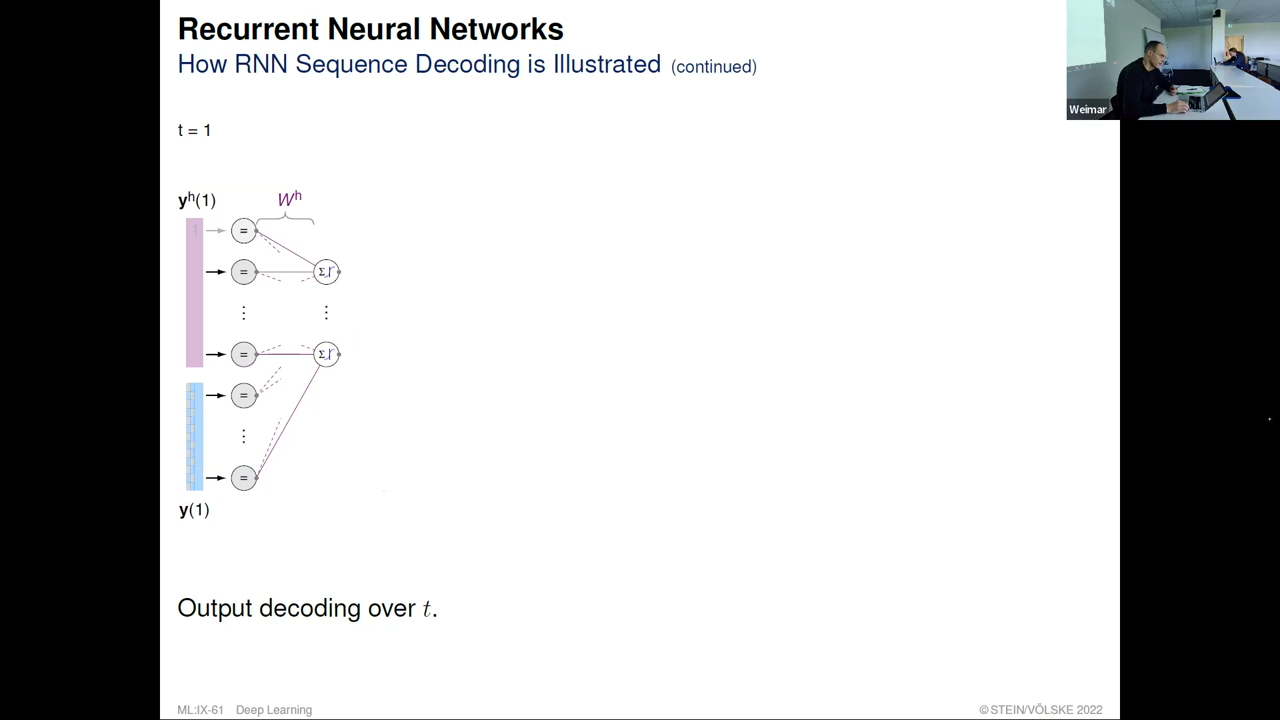 Recurrent Neural Networks
How RNN Sequence Decoding is Illustrated (continued)
Weimar
t = 1
yʰ(1)
Wʰ
1
=
= Σ
⋮ ⋮
= Σ
=
⋮
=
y(1)
Output decoding over t.
ML:IX-61 Deep Learning
© STEIN/VÖLSKE 2022